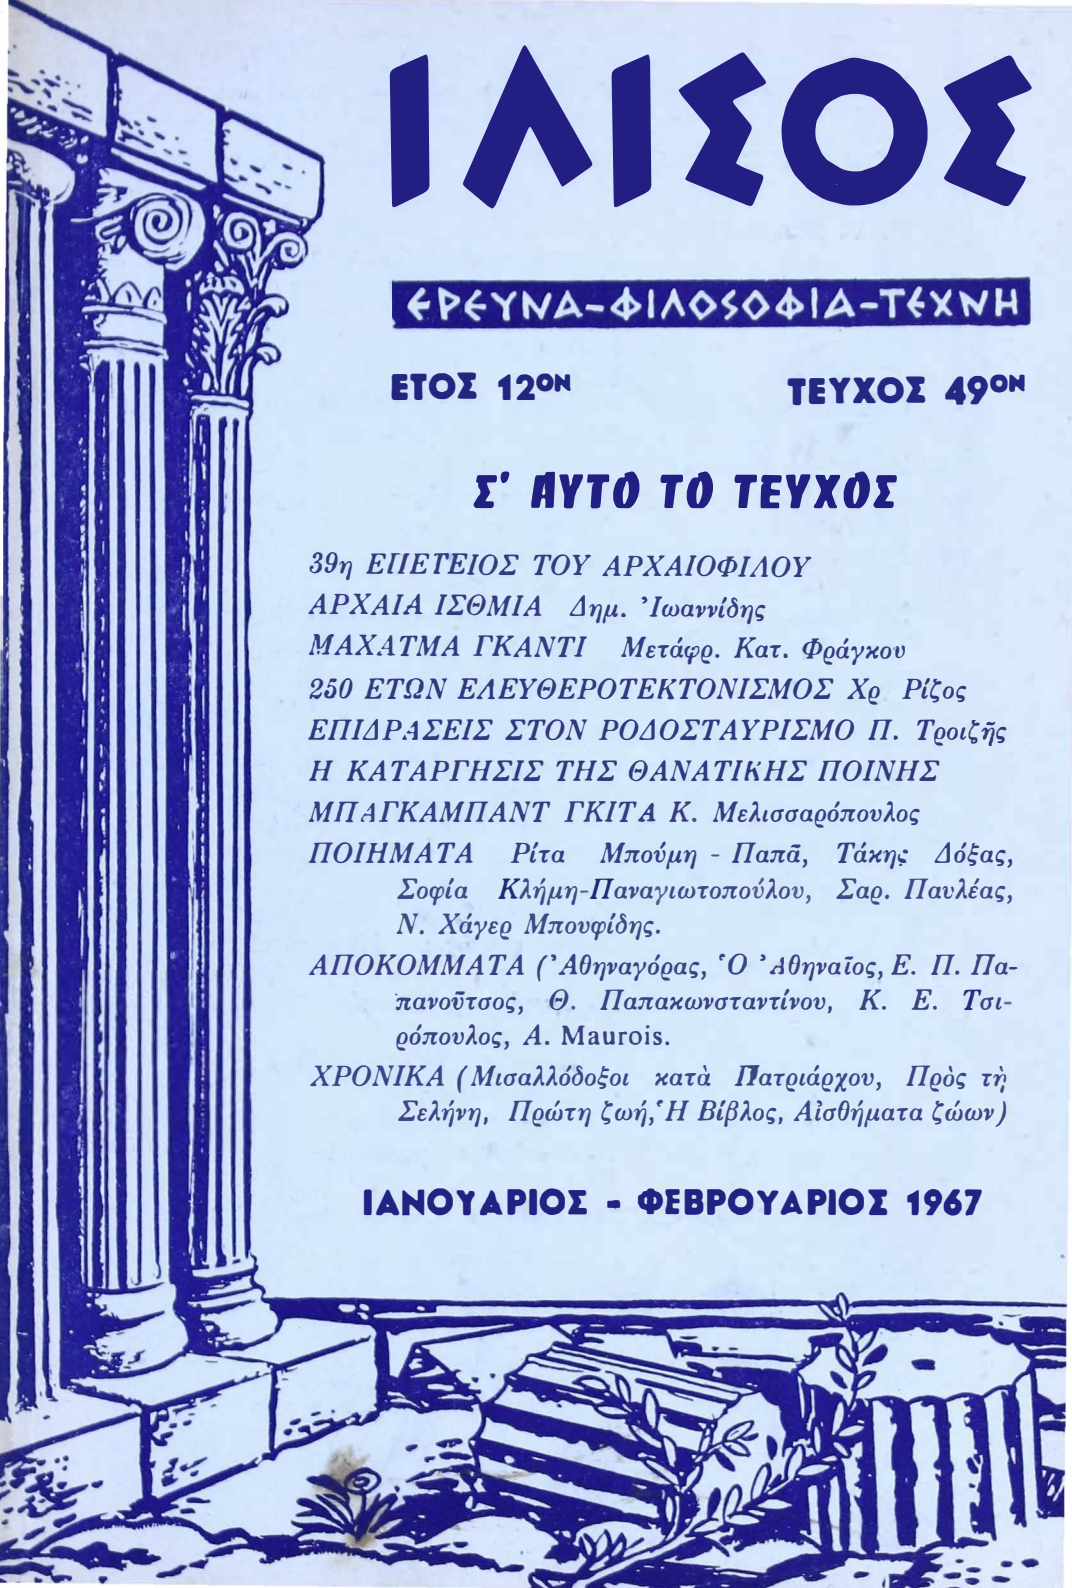 ΙΛΙΣΟΣ
ΕΡΕΥΝΑ-ΦΙΛΟΣΟΦΙΑ-ΤΕΧΝΗ
ΕΤΟΣ 12ΟΝ ΤΕΥΧΟΣ 49ΟΝ
Σ' ΑΥΤΟ ΤΟ ΤΕΥΧΟΣ
39η ΕΠΕΤΕΙΟΣ ΤΟΥ ΑΡΧΑΙΟΦΙΛΟΥ
ΑΡΧΑΙΑ ΙΣΘΜΙΑ Δημ. Ἰωαννίδης
ΜΑΧΑΤΜΑ ΓΚΑΝΤΙ Μετάφρ. Κατ. Φράγκου
250 ΕΤΩΝ ΕΛΕΥΘΕΡΟΤΕΚΤΟΝΙΣΜΟΣ Χρ Ρίζος
ΕΠΙΔΡΑΣΕΙΣ ΣΤΟΝ ΡΟΔΟΣΤΑΥΡΙΣΜΟ Π. Τροιζῆς
Η ΚΑΤΑΡΓΗΣΙΣ ΤΗΣ ΘΑΝΑΤΙΚΗΣ ΠΟΙΝΗΣ
ΜΠΑΓΚΑΜΠΑΝΤ ΓΚΙΤΑ Κ. Μελισσαρόπουλος
ΠΟΙΗΜΑΤΑ Ρίτα Μπούμη - Παπᾶ, Τάκης Δόξας,
Σοφία Κλήμη-Παναγιωτοπούλου, Σαρ. Παυλέας,
Ν. Χάγερ Μπουφίδης.
ΑΠΟΚΟΜΜΑΤΑ (Ἀθηναγόρας, Ὁ Ἀθηναῖος, Ε. Π. Πα-
πανοῦτσος, Θ. Παπακωνσταντίνου, Κ. Ε. Τσι-
ρόπουλος, Α. Maurois.
ΧΡΟΝΙΚΑ (Μισαλλόδοξοι κατὰ Πατριάρχου, Πρὸς τὴ
Σελήνη, Πρώτη ζωή, Ἡ Βίβλος, Αἰσθήματα ζώων)
ΙΑΝΟΥΑΡΙΟΣ - ΦΕΒΡΟΥΑΡΙΟΣ 1967